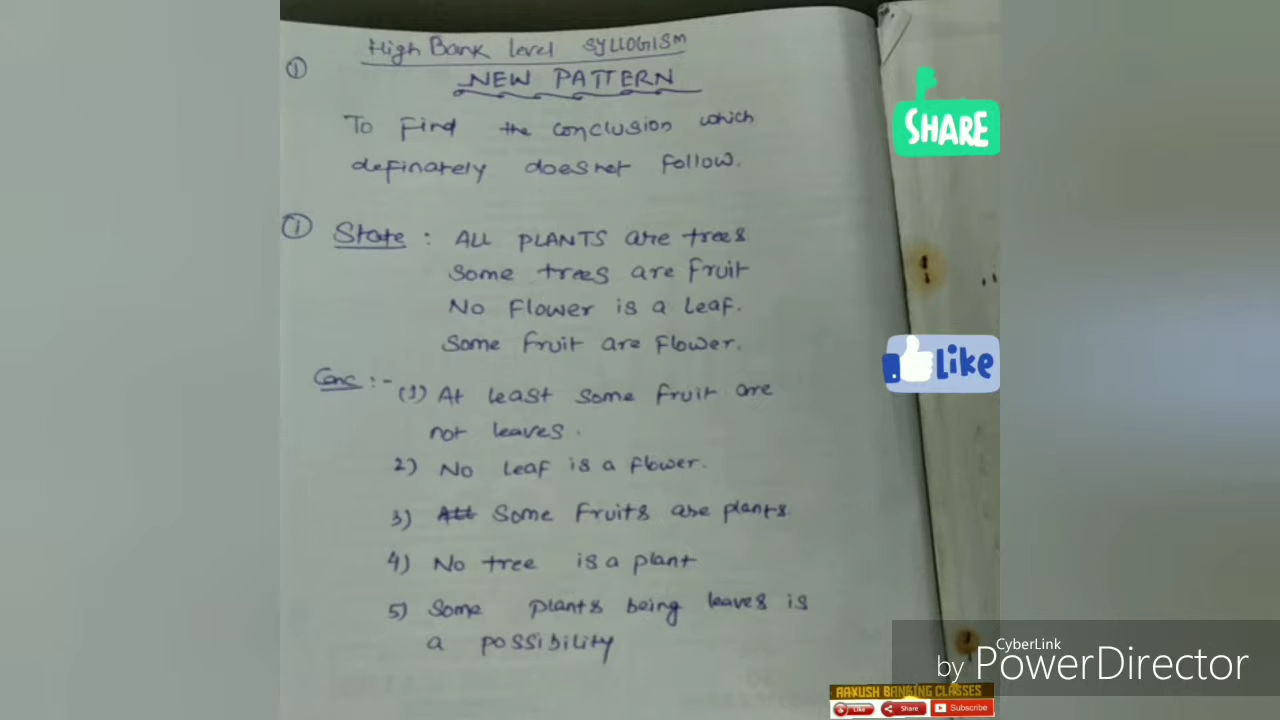 High Bank level SYLLOGISM
①
NEW PATTERN
To Find the conclusion which
definately doesnot follow.
① State : ALL PLANTS are trees
Some trees are fruit
No Flower is a Leaf.
Some fruit are Flower.
Conc :- (1) At least some fruit are
not leaves.
2) No leaf is a flower.
3) All Some Fruits are plants
4) No tree is a plant
5) Some plants being leaves is
a possibility
SHARE
Like
CyberLink
by PowerDirector
AAKUSH BANKING CLASSES
Like Share Subscribe